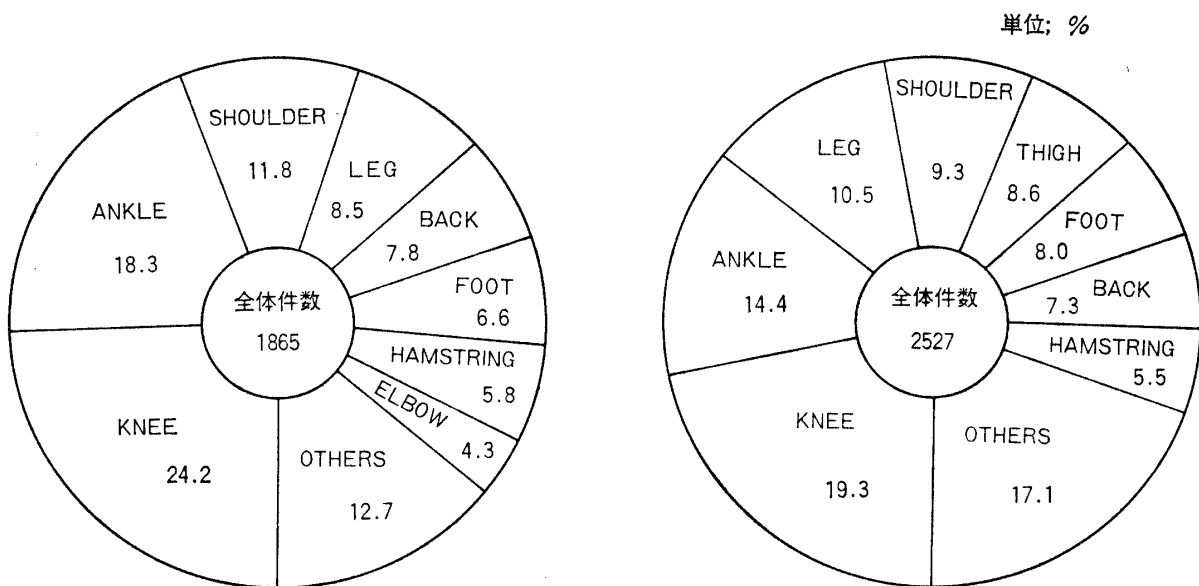 単位; %
SHOULDER
11.8
LEG
8.5
BACK
7.8
FOOT
6.6
HAMSTRING
5.8
ELBOW
4.3
OTHERS
12.7
KNEE
24.2
ANKLE
18.3
全体件数
1865
SHOULDER
9.3
THIGH
8.6
FOOT
8.0
BACK
7.3
HAMSTRING
5.5
OTHERS
17.1
KNEE
19.3
ANKLE
14.4
LEG
10.5
全体件数
2527